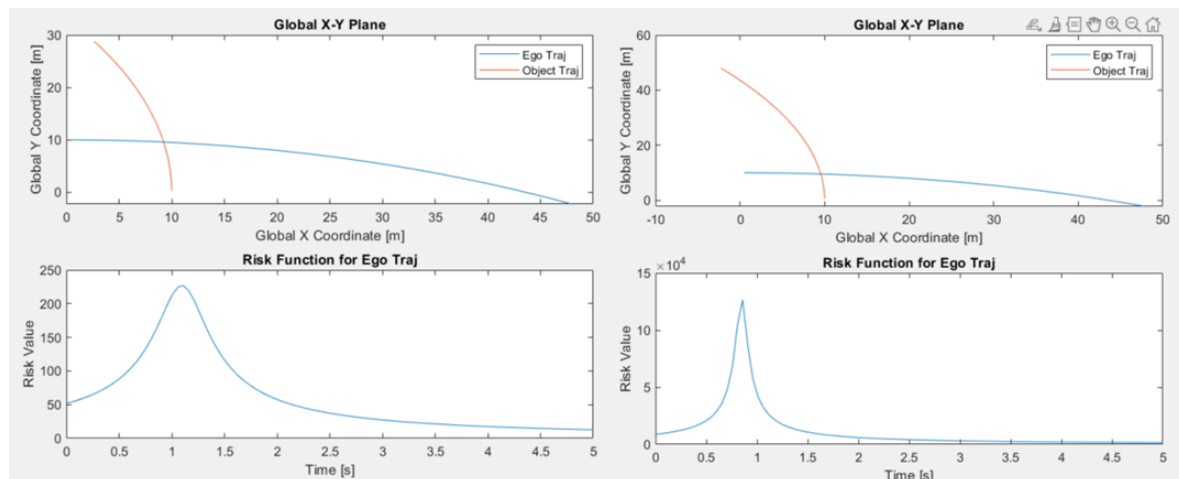 Global X-Y Plane
Global Y Coordinate [m]
30
20
10
0
Ego Traj
Object Traj
0 5 10 15 20 25 30 35 40 45 50
Global X Coordinate [m]
Risk Function for Ego Traj
Risk Value
250
200
150
100
50
0
0 0.5 1 1.5 2 2.5 3 3.5 4 4.5 5
Time [s]
Global X-Y Plane
Global Y Coordinate [m]
60
40
20
0
Ego Traj
Object Traj
-10 0 10 20 30 40 50
Global X Coordinate [m]
Risk Function for Ego Traj
×10⁴
Risk Value
15
10
5
0
0 0.5 1 1.5 2 2.5 3 3.5 4 4.5 5
Time [s]